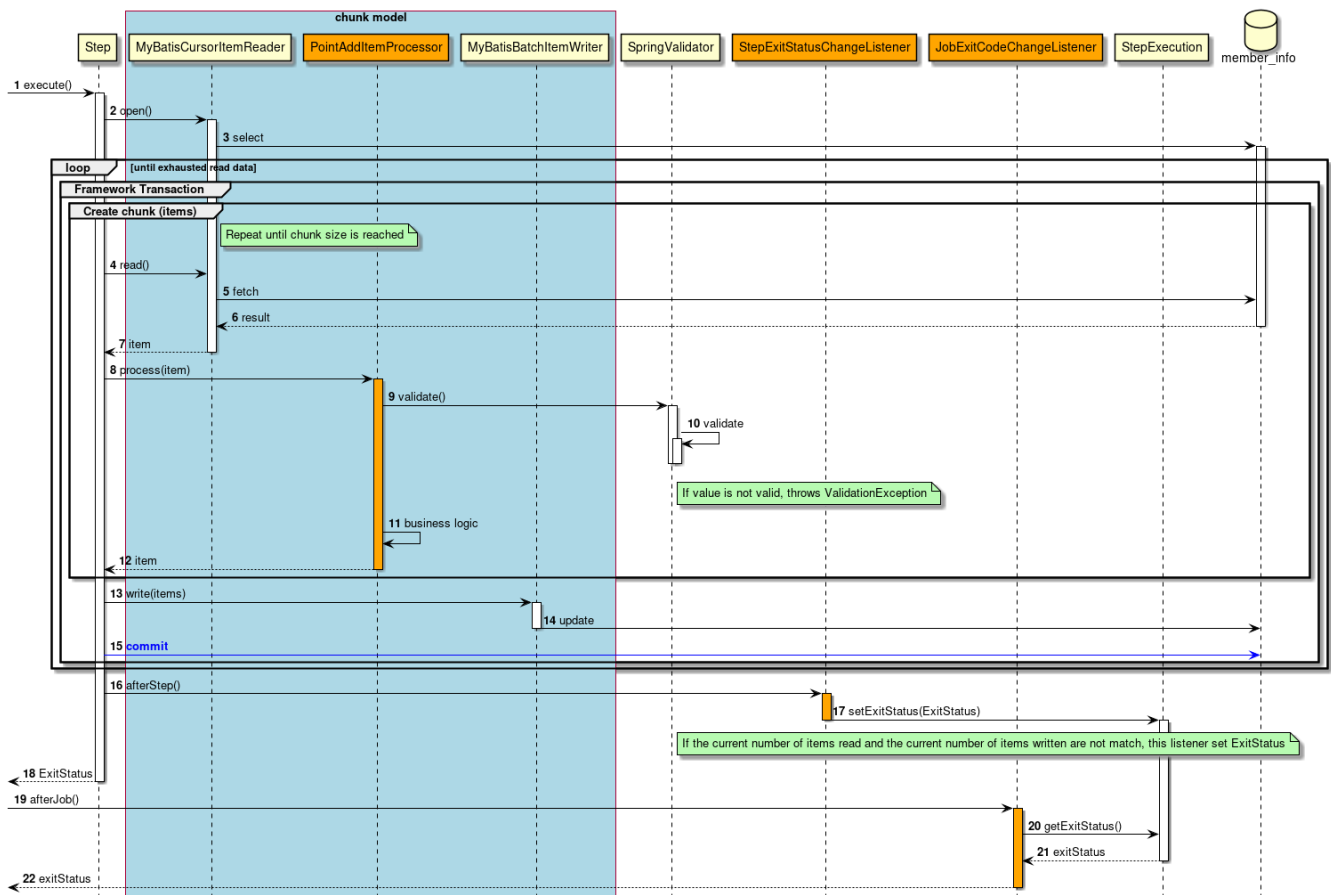 chunk model
Step
MyBatisCursorItemReader
PointAddItemProcessor
MyBatisBatchItemWriter
SpringValidator
StepExitStatusChangeListener
JobExitCodeChangeListener
StepExecution
member_info
1 execute()
2 open()
3 select
loop [until exhausted read data]
Framework Transaction
Create chunk (items)
Repeat until chunk size is reached
4 read()
5 fetch
6 result
7 item
8 process(item)
9 validate()
10 validate
If value is not valid, throws ValidationException
11 business logic
12 item
13 write(items)
14 update
15 commit
16 afterStep()
17 setExitStatus(ExitStatus)
If the current number of items read and the current number of items written are not match, this listener set ExitStatus
18 ExitStatus
19 afterJob()
20 getExitStatus()
21 exitStatus
22 exitStatus